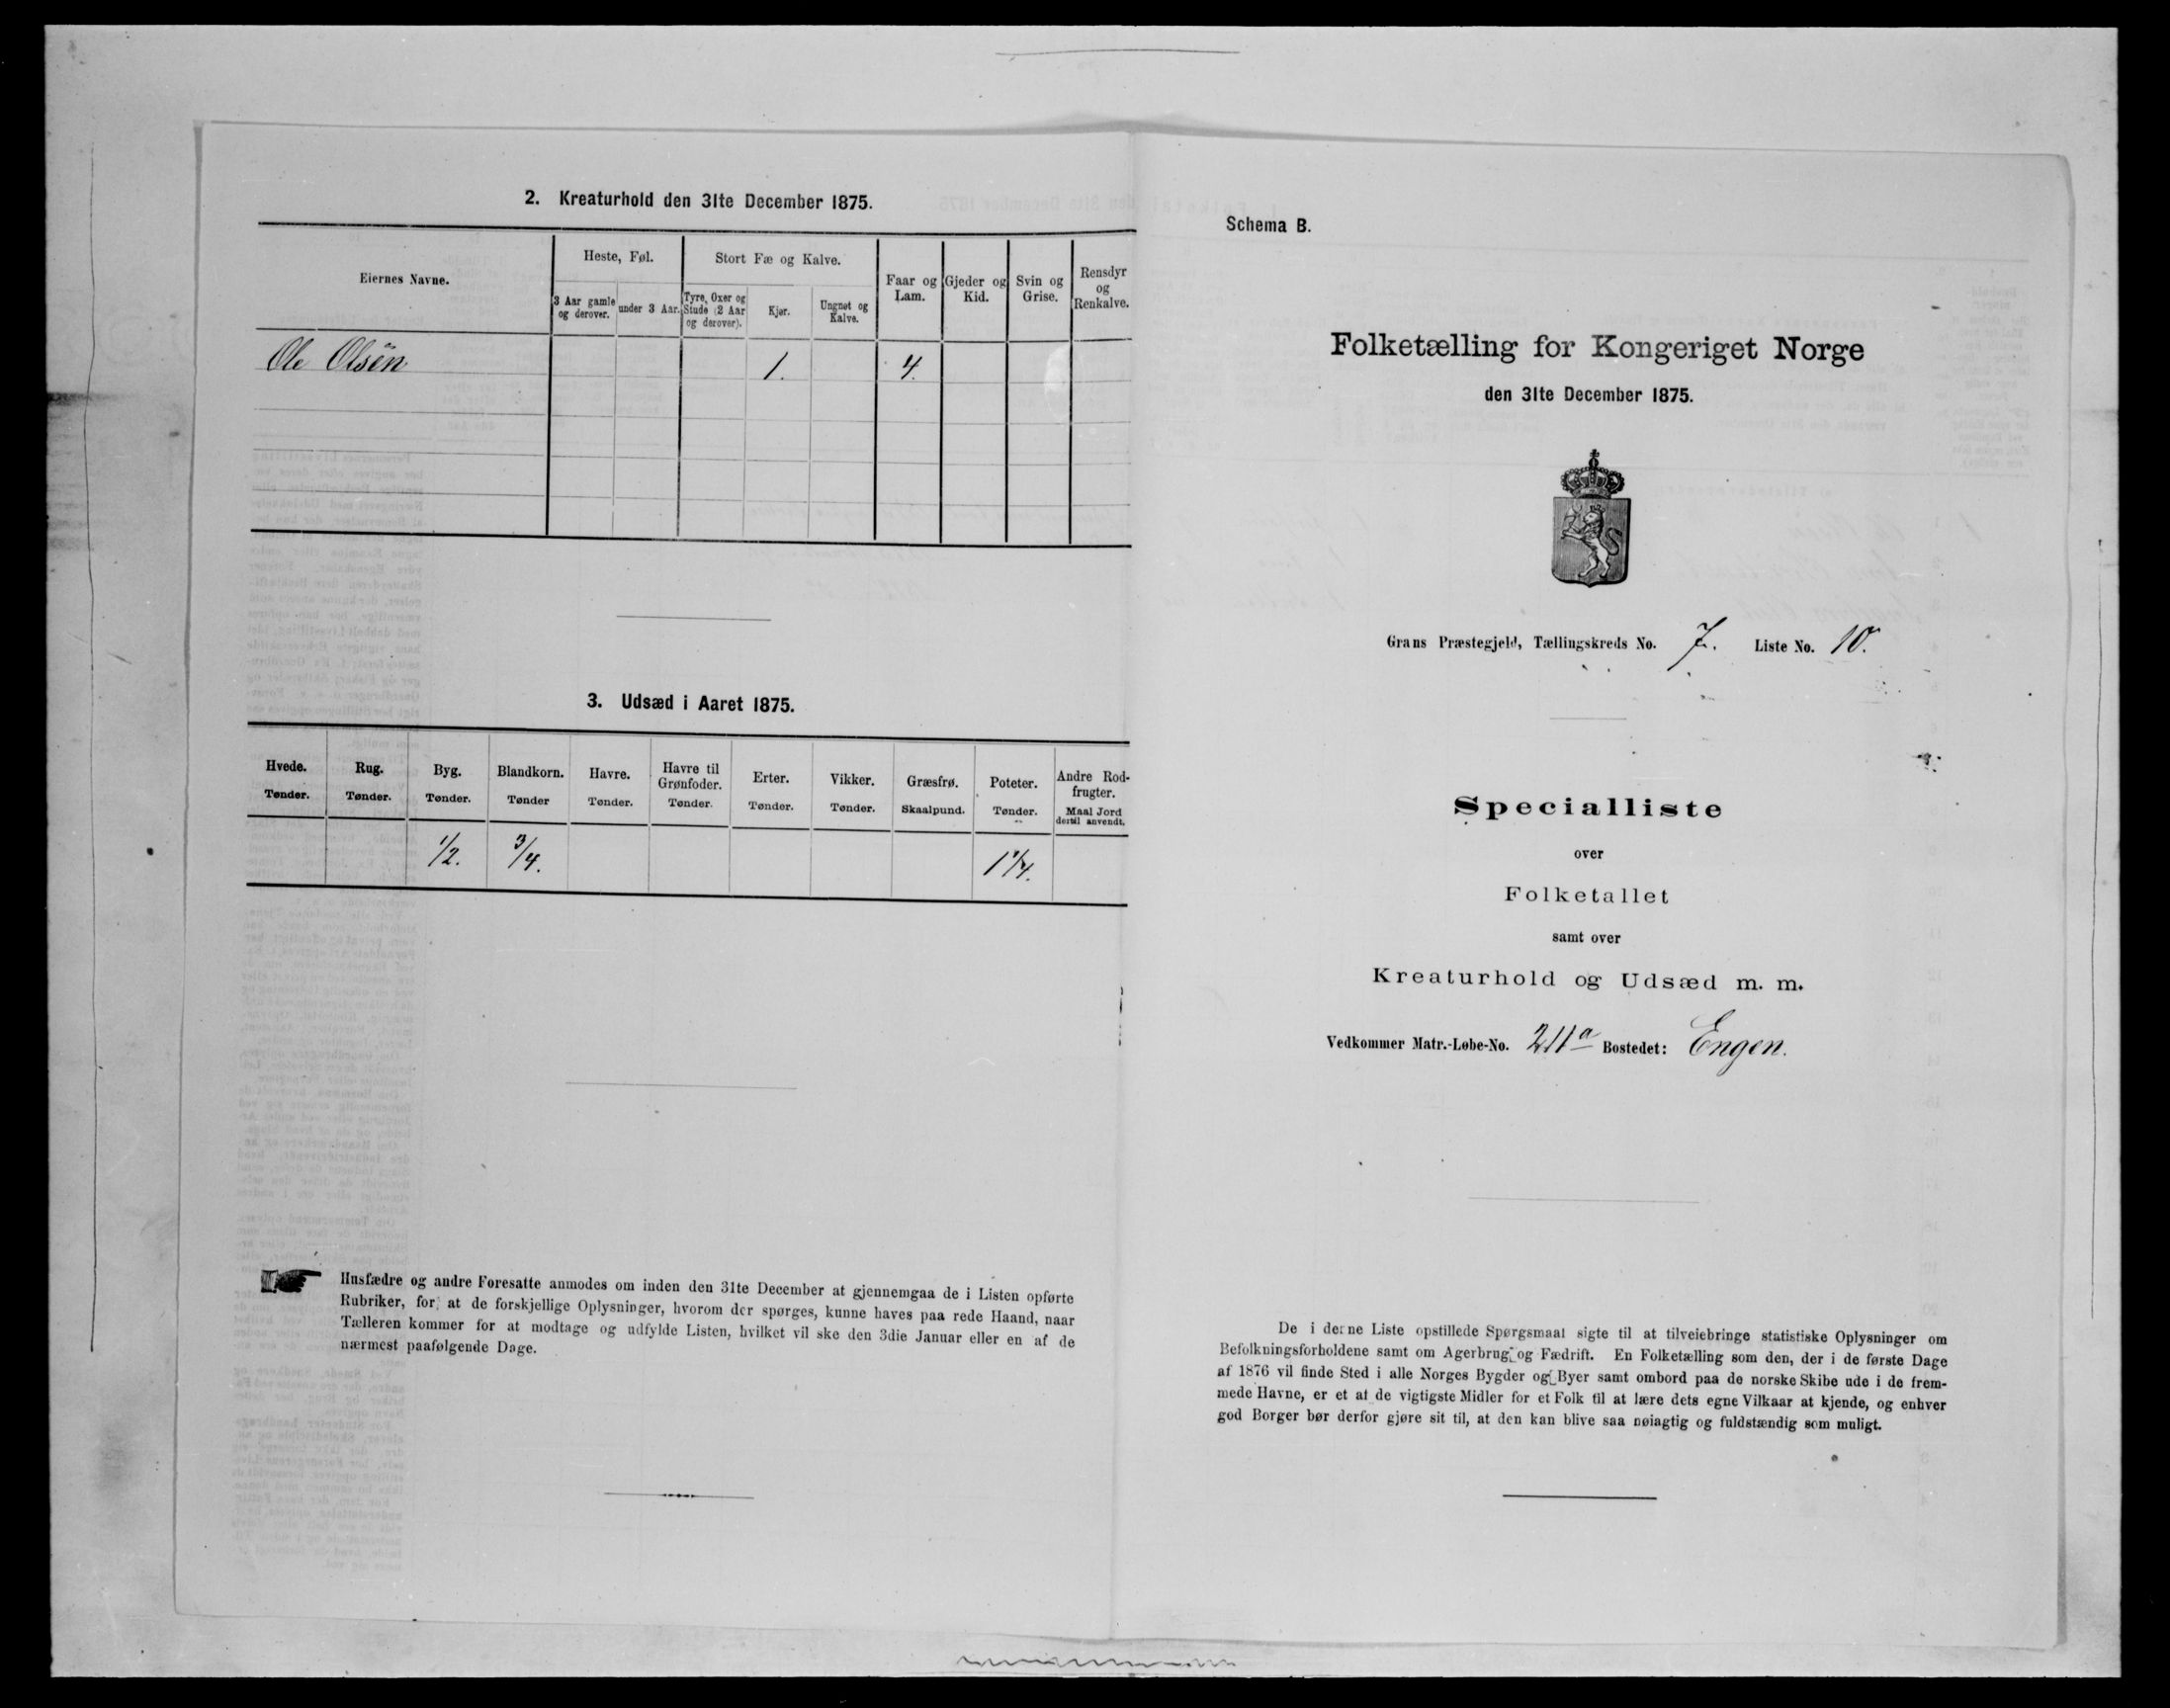 2. Kreaturhold den 31te December 1875.
Eiernes Navne.
Heste, Føl.
Stort Fæ og Kalve.
Faar og Lam.
Gjeder og Kid.
Svin og Grise.
Rensdyr og Renkalve.
3 Aar gamle og derover.
under 3 Aar.
Tyre, Oxer og Stude (2 Aar og derover).
Kjør.
Ungnøt og Kalve.
Ole Olsen 1. 4.
3. Udsæd i Aaret 1875.
Hvede. Rug. Byg. Blandkorn. Havre. Havre til Grønfoder. Erter. Vikker. Græsfrø. Poteter. Andre Rodfrugter.
Tønder. Tønder. Tønder. Tønder Tønder. Tønder. Tønder. Tønder. Skaalpund. Tønder. Maal Jord dertil anvendt.
1/2. 3/4. 1 1/4.
Husfædre og andre Foresatte anmodes om inden den 31te December at gjennemgaa de i Listen opførte
Rubriker, for at de forskjellige Oplysninger, hvorom der spørges, kunne haves paa rede Haand, naar
Tælleren kommer for at modtage og udfylde Listen, hvilket vil ske den 3die Januar eller en af de
nærmest paafølgende Dage.
Schema B.
Folketælling for Kongeriget Norge
den 31te December 1875.
Grans Præstegjeld, Tællingskreds No. 7. Liste No. 10.
Specialliste
over
Folketallet
samt over
Kreaturhold og Udsæd m. m.
Vedkommer Matr.-Løbe-No. 211a Bostedet: Engen.
De i denne Liste opstillede Spørgsmaal sigte til at tilveiebringe statistiske Oplysninger om
Befolkningsforholdene samt om Agerbrug og Fædrift. En Folketælling som den, der i de første Dage
af 1876 vil finde Sted i alle Norges Bygder og Byer samt ombord paa de norske Skibe ude i de frem-
mede Havne, er et af de vigtigste Midler for et Folk til at lære dets egne Vilkaar at kjende, og enhver
god Borger bør derfor gjøre sit til, at den kan blive saa nøiagtig og fuldstændig som muligt.